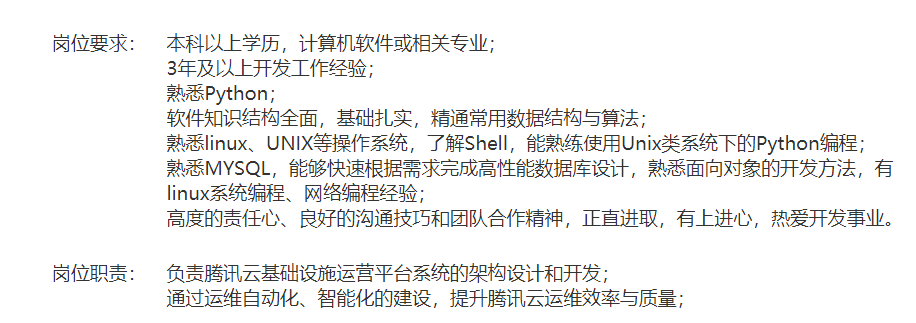 岗位要求： 本科以上学历，计算机软件或相关专业；
3年及以上开发工作经验；
熟悉Python；
软件知识结构全面，基础扎实，精通常用数据结构与算法；
熟悉linux、UNIX等操作系统，了解Shell，能熟练使用Unix类系统下的Python编程；
熟悉MYSQL，能够快速根据需求完成高性能数据库设计，熟悉面向对象的开发方法，有
linux系统编程、网络编程经验；
高度的责任心、良好的沟通技巧和团队合作精神，正直进取，有上进心，热爱开发事业。
岗位职责： 负责腾讯云基础设施运营平台系统的架构设计和开发；
通过运维自动化、智能化的建设，提升腾讯云运维效率与质量；